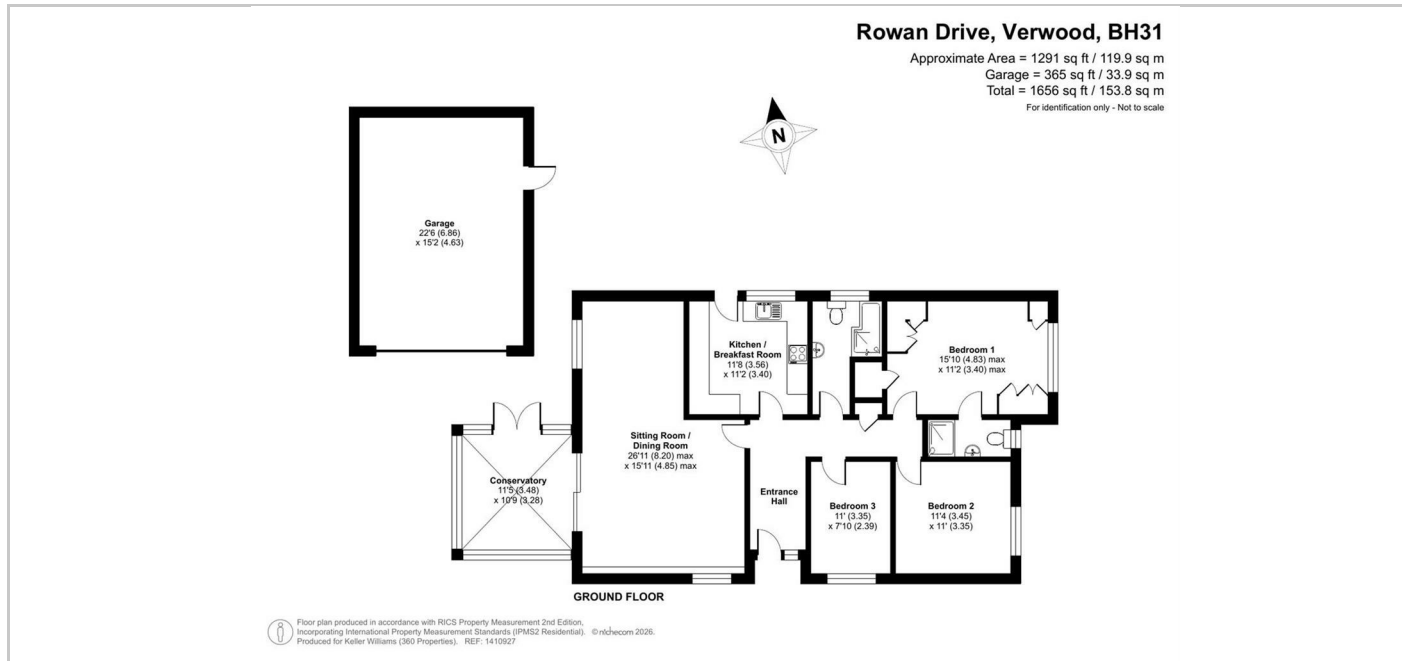 Rowan Drive, Verwood, BH31
Approximate Area = 1291 sq ft / 119.9 sq m
Garage = 365 sq ft / 33.9 sq m
Total = 1656 sq ft / 153.8 sq m
For identification only - Not to scale
N
Garage
22'6 (6.86)
x 15'2 (4.63)
Kitchen /
Breakfast Room
11'8 (3.56)
x 11'2 (3.40)
Bedroom 1
15'10 (4.83) max
x 11'2 (3.40) max
Sitting Room /
Dining Room
26'11 (8.20) max
x 15'11 (4.85) max
Conservatory
11'5 (3.48)
x 10'9 (3.28)
Entrance
Hall
Bedroom 3
11' (3.35)
x 7'10 (2.39)
Bedroom 2
11'4 (3.45)
x 11' (3.35)
GROUND FLOOR
Floor plan produced in accordance with RICS Property Measurement 2nd Edition,
Incorporating International Property Measurement Standards (IPMS2 Residential). © nichecom 2026.
Produced for Keller Williams (360 Properties). REF: 1410927